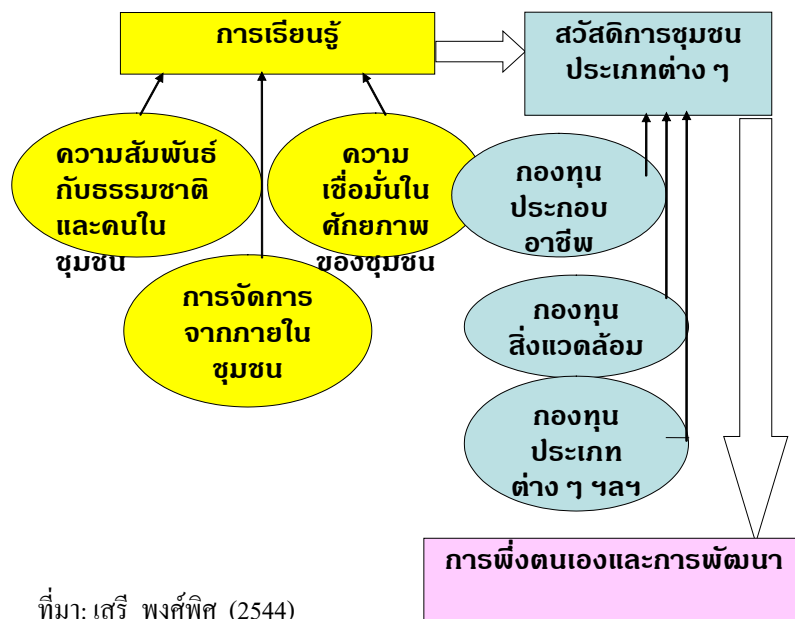 การเรียนรู้
สวัสดิการชุมชน
ประเภทต่าง ๆ
ความสัมพันธ์
กับธรรมชาติ
และคนใน
ชุมชน
ความ
เชื่อมั่นใน
ศักยภาพ
ของชุมชน
การจัดการ
จากภายใน
ชุมชน
กองทุน
ประกอบ
อาชีพ
กองทุน
สิ่งแวดล้อม
กองทุน
ประเภท
ต่าง ๆ ฯลฯ
การพึ่งตนเองและการพัฒนา
ที่มา: เสรี พงศ์พิศ (2544)